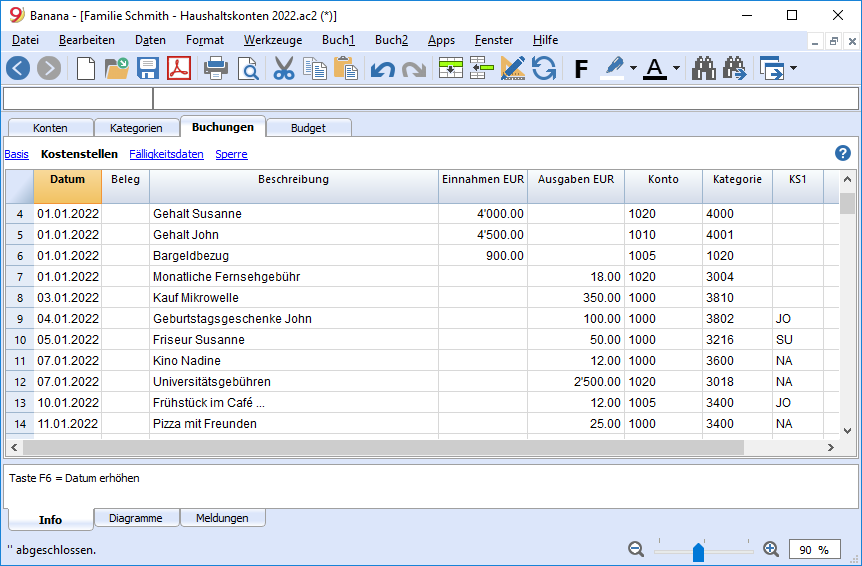 Banana - [Familie Schmith - Haushaltskonten 2022.ac2 (*)]
Datei Bearbeiten Daten Format Werkzeuge Buch1 Buch2 Apps Fenster Hilfe
F A
Konten Kategorien Buchungen Budget
Basis Kostenstellen Beleg Fälligkeitsdaten Sperre ?
Datum Beleg Beschreibung Einnahmen EUR Ausgaben EUR Konto Kategorie KS1
4 01.01.2022 Gehalt Susanne 4'000.00 1020 4000
5 01.01.2022 Gehalt John 4'500.00 1010 4001
6 01.01.2022 Bargeldbezug 900.00 1005 1020
7 01.01.2022 Monatliche Fernsehgebühr 18.00 1020 3004
8 03.01.2022 Kauf Mikrowelle 350.00 1000 3810
9 04.01.2022 Geburtstagsgeschenke John 100.00 1000 3802 JO
10 05.01.2022 Friseur Susanne 50.00 1000 3216 SU
11 07.01.2022 Kino Nadine 12.00 1000 3600 NA
12 07.01.2022 Universitätsgebühren 2'500.00 1020 3018 NA
13 10.01.2022 Frühstück im Café ... 12.00 1005 3400 JO
14 11.01.2022 Pizza mit Freunden 25.00 1000 3400 NA
Taste F6 = Datum erhöhen
Info Diagramme Meldungen
'' abgeschlossen. 90 %